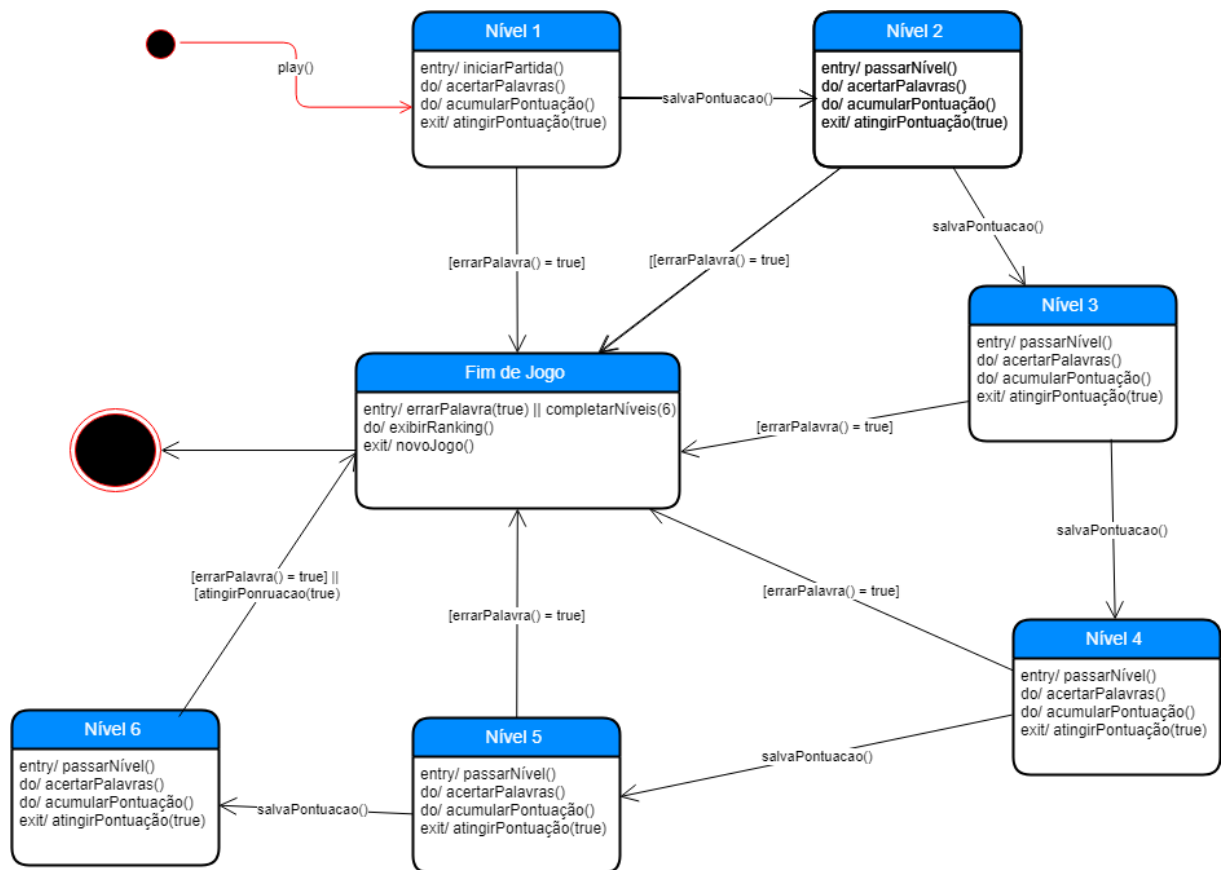 Nível 1
entry/ iniciarPartida()
do/ acertarPalavras()
do/ acumularPontuação()
exit/ atingirPontuação(true)
Nível 2
entry/ passarNível()
do/ acertarPalavras()
do/ acumularPontuação()
exit/ atingirPontuação(true)
play()
salvaPontuacao()
salvaPontuacao()
[errarPalavra() = true]
[[errarPalavra() = true]
Nível 3
entry/ passarNível()
do/ acertarPalavras()
do/ acumularPontuação()
exit/ atingirPontuação(true)
Fim de Jogo
entry/ errarPalavra(true) || completarNíveis(6)
do/ exibirRanking()
exit/ novoJogo()
[errarPalavra() = true]
salvaPontuacao()
[errarPalavra() = true] ||
[atingirPonruacao(true)
[errarPalavra() = true]
[errarPalavra() = true]
Nível 4
entry/ passarNível()
do/ acertarPalavras()
do/ acumularPontuação()
exit/ atingirPontuação(true)
Nível 6
entry/ passarNível()
do/ acertarPalavras()
do/ acumularPontuação()
exit/ atingirPontuação(true)
Nível 5
entry/ passarNível()
do/ acertarPalavras()
do/ acumularPontuação()
exit/ atingirPontuação(true)
salvaPontuacao()
salvaPontuacao()